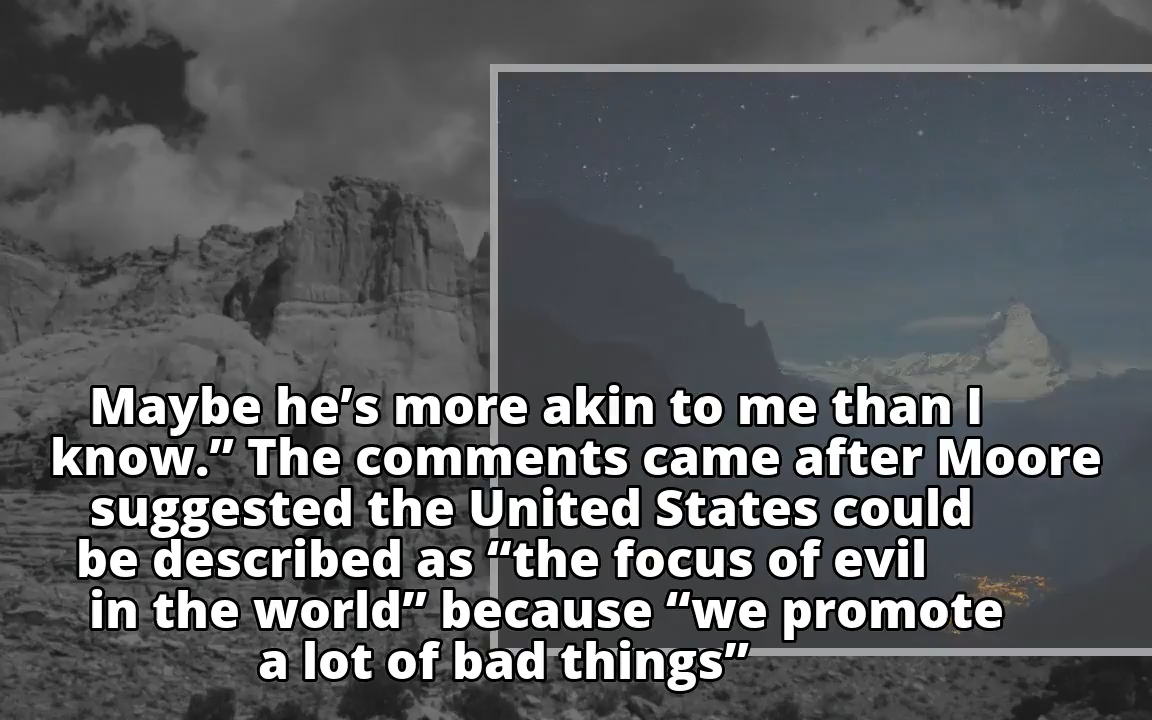 Maybe he’s more akin to me than I
know.” The comments came after Moore
suggested the United States could
be described as “the focus of evil
in the world” because “we promote
a lot of bad things”